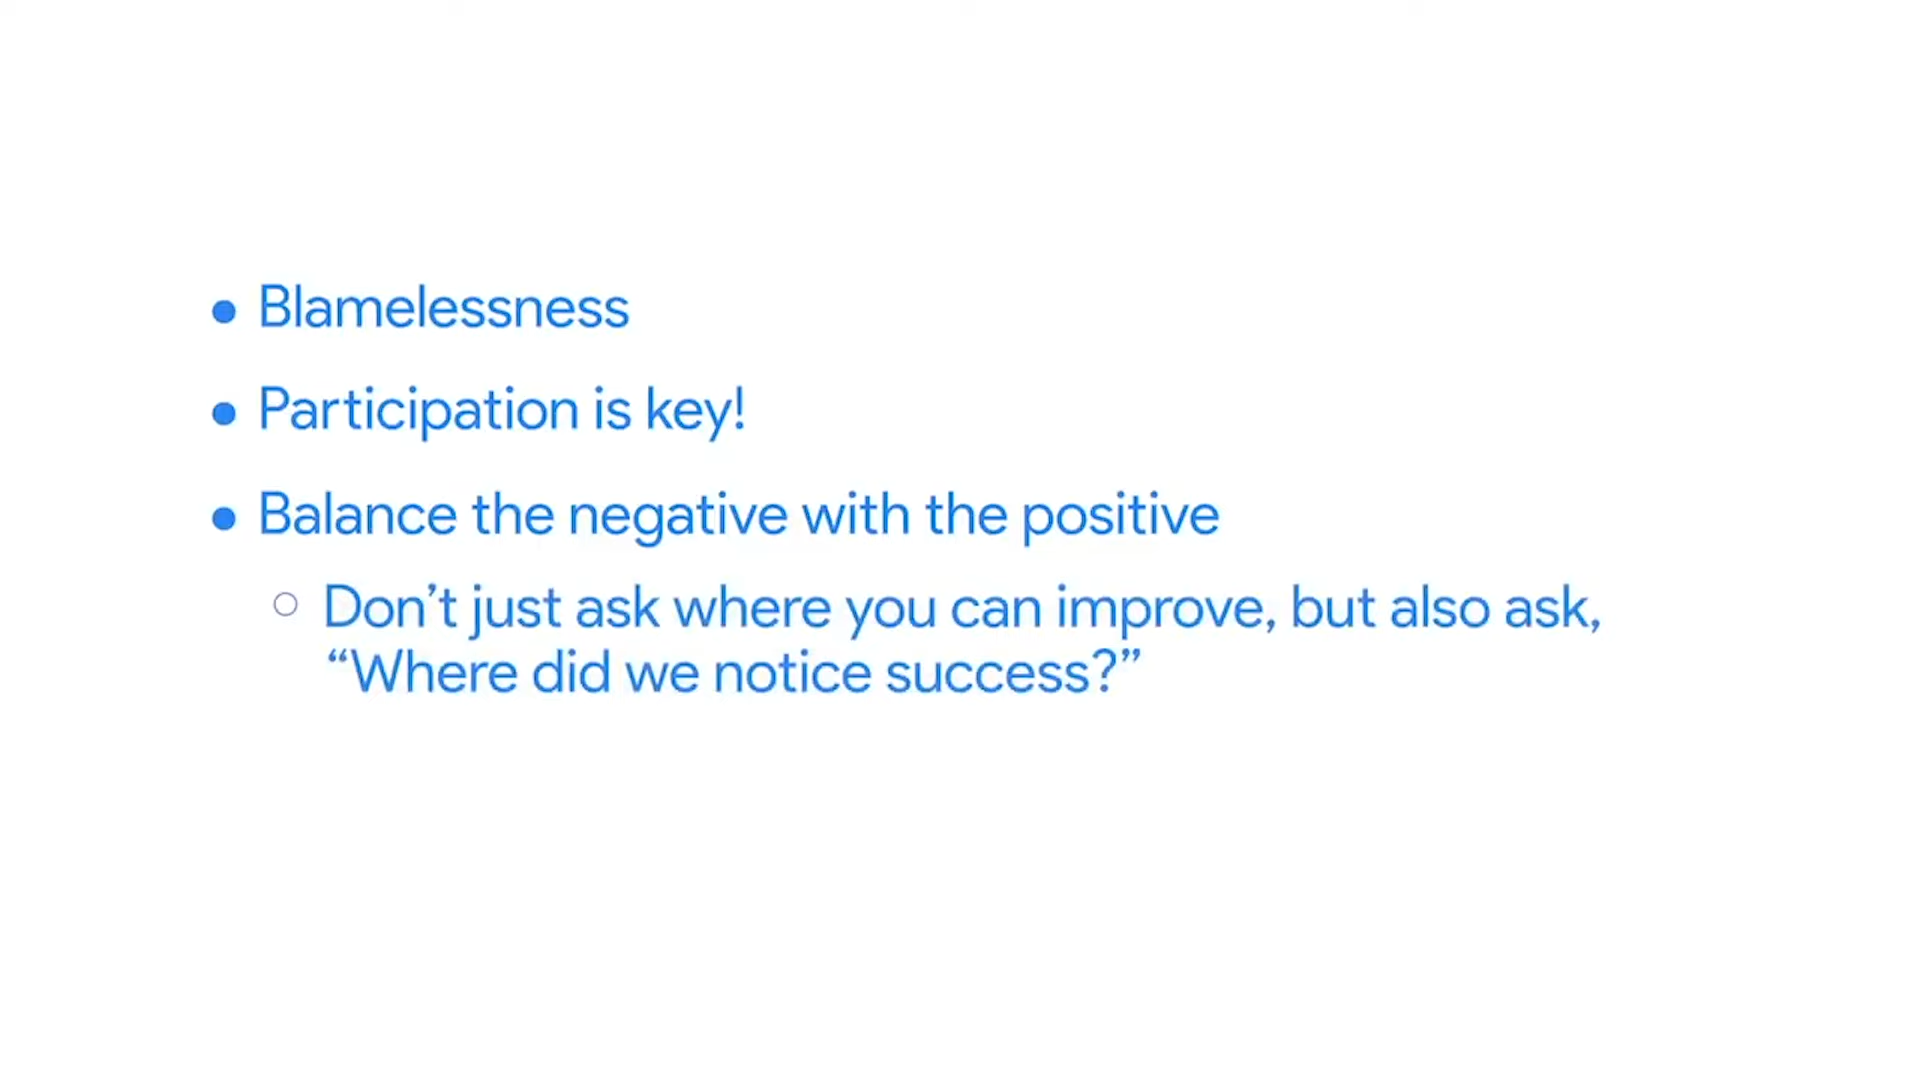 ● Blamelessness
● Participation is key!
● Balance the negative with the positive
○ Don’t just ask where you can improve, but also ask,
“Where did we notice success?”